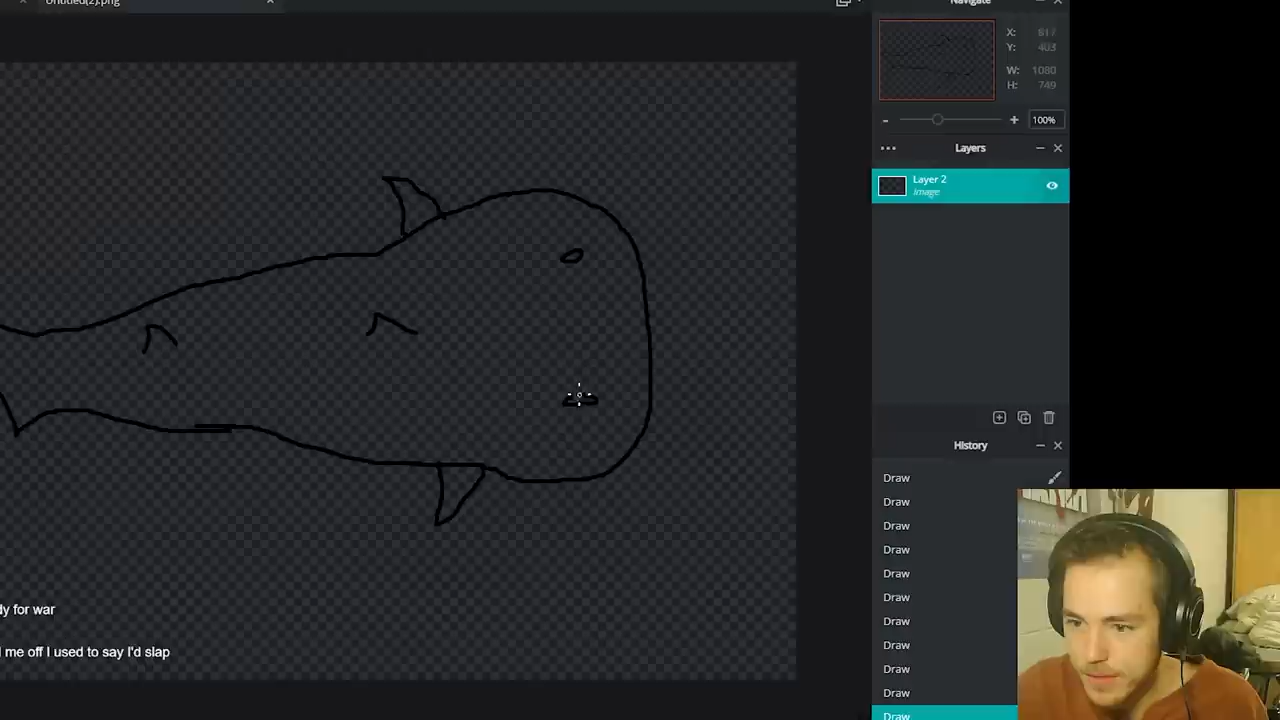 Untitled(2).png
Navigate
X: 817
Y: 403
W: 1080
H: 749
- + 100%
Layers
Layer 2
Image
History
Draw
Draw
Draw
Draw
Draw
Draw
Draw
Draw
Draw
Draw
Draw
dy for war
me off I used to say I'd slap